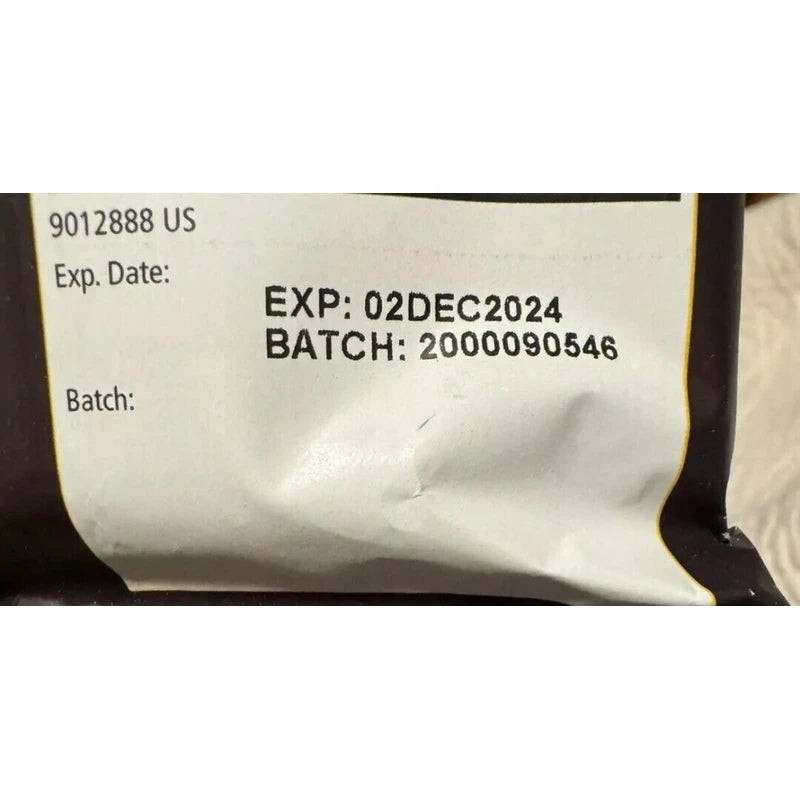 9012888 US
Exp. Date:
EXP: 02DEC2024
BATCH: 2000090546
Batch: